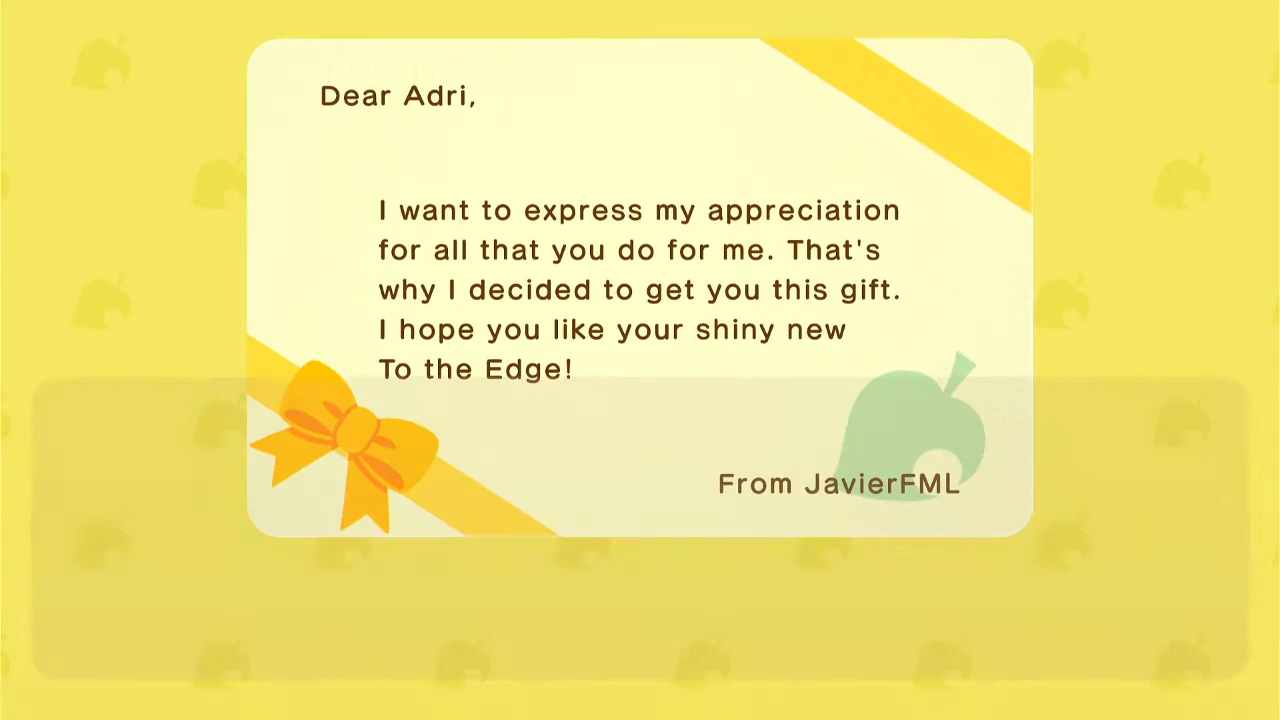 Dear Adri,
I want to express my appreciation
for all that you do for me. That's
why I decided to get you this gift.
I hope you like your shiny new
To the Edge!
From JavierFML